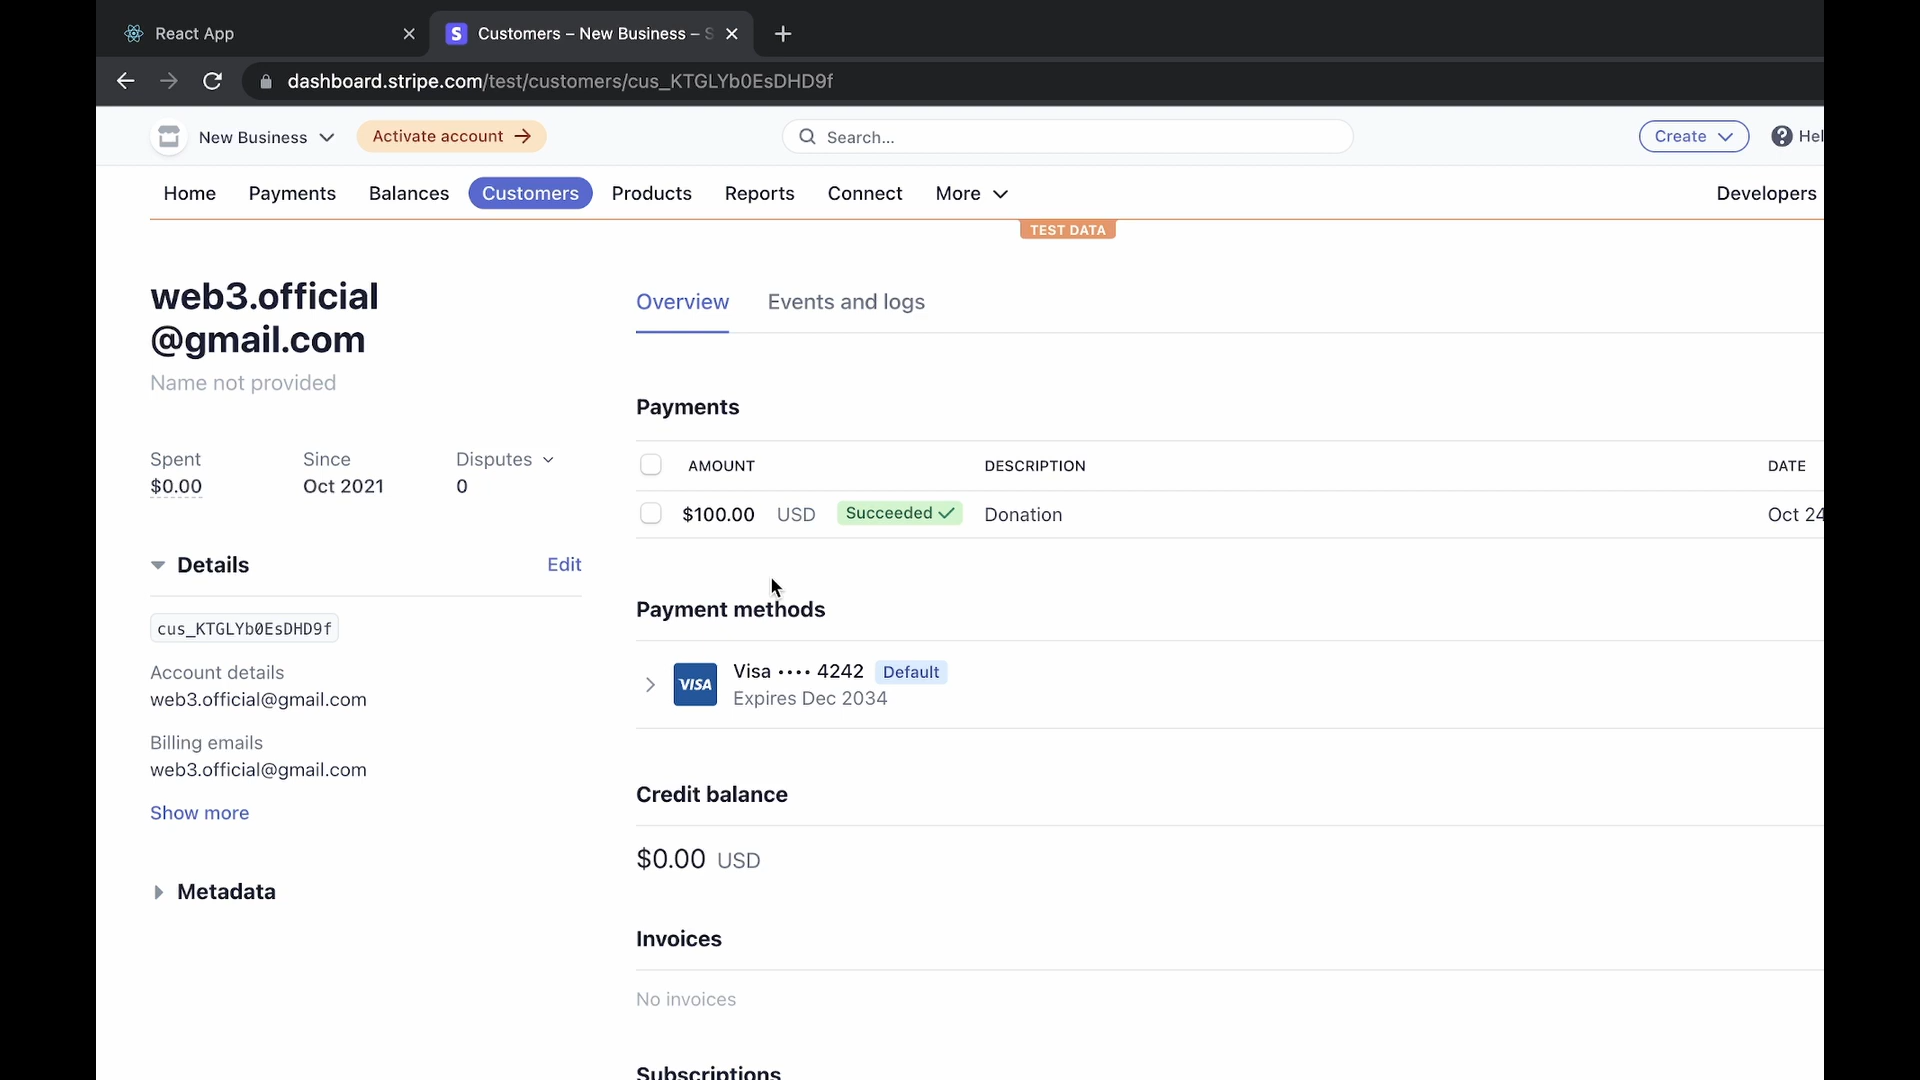 React App
Customers – New Business –
dashboard.stripe.com/test/customers/cus_KTGLYb0EsDHD9f
New Business
Activate account →
Search...
Create
Hel
Home Payments Balances Customers Products Reports Connect More Developers
TEST DATA
web3.official
@gmail.com
Name not provided
Spent Since Disputes
$0.00 Oct 2021 0
Details Edit
cus_KTGLYb0EsDHD9f
Account details
web3.official@gmail.com
Billing emails
web3.official@gmail.com
Show more
Metadata
Overview Events and logs
Payments
AMOUNT DESCRIPTION DATE
$100.00 USD Succeeded ✓ Donation Oct 24
Payment methods
VISA
Visa •••• 4242 Default
Expires Dec 2034
Credit balance
$0.00 USD
Invoices
No invoices
Subscriptions